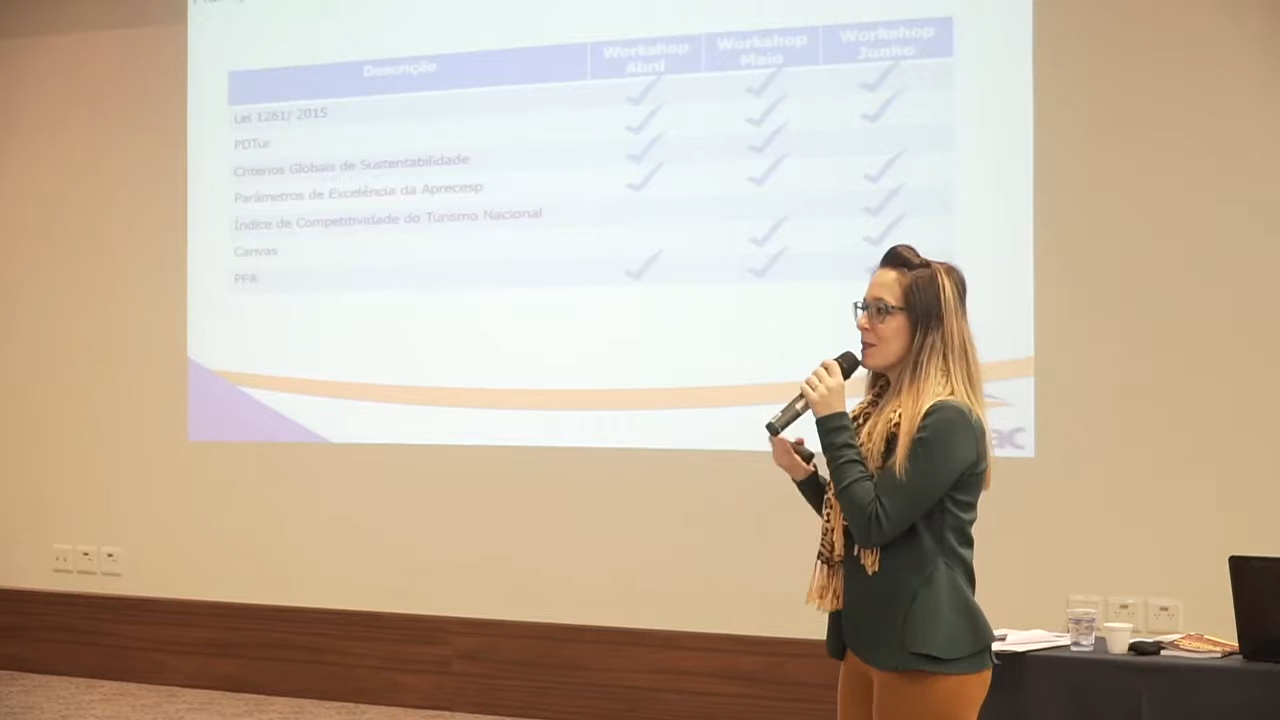 Descrição
Workshop Abril
Workshop Maio
Workshop Junho
Lei 1261/ 2015
PDTur
Critérios Globais de Sustentabilidade
Parâmetros de Excelência da Aprecesp
Índice de Competitividade do Turismo Nacional
Canvas
PPA
ac